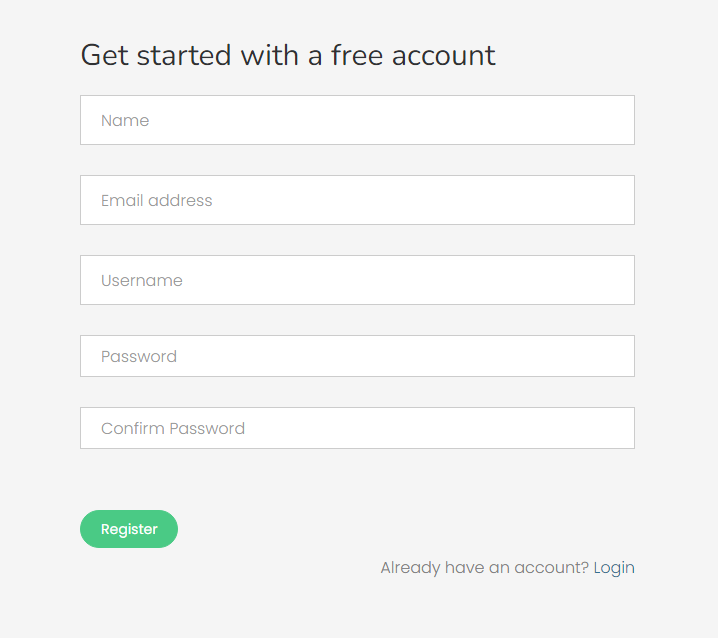 Get started with a free account
Name
Email address
Username
Password
Confirm Password
Register
Already have an account? Login